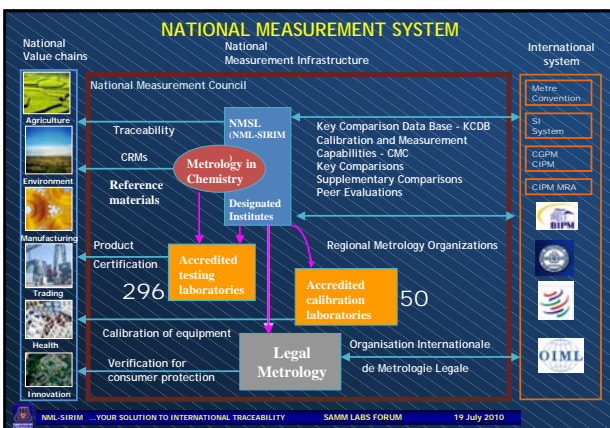 NATIONAL MEASUREMENT SYSTEM
National
Value chains
National
Measurement Infrastructure
International
system
National Measurement Council
Agriculture
Environment
Manufacturing
Trading
Health
Innovation
Traceability
CRMs
Reference
materials
Product
Certification
296
Calibration of equipment
Verification for
consumer protection
NMSL
(NML-SIRIM
)
Metrology in
Chemistry
Designated
Institutes
Accredited
testing
laboratories
Accredited
calibration
laboratories
50
Legal
Metrology
Key Comparison Data Base - KCDB
Calibration and Measurement
Capabilities - CMC
Key Comparisons
Supplementary Comparisons
Peer Evaluations
Regional Metrology Organizations
Organisation Internationale
de Metrologie Legale
Metre
Convention
SI
System
CGPM
CIPM
CIPM MRA
BIPM
OIML
NML-SIRIM ...YOUR SOLUTION TO INTERNATIONAL TRACEABILITY SAMM LABS FORUM 19 July 2010